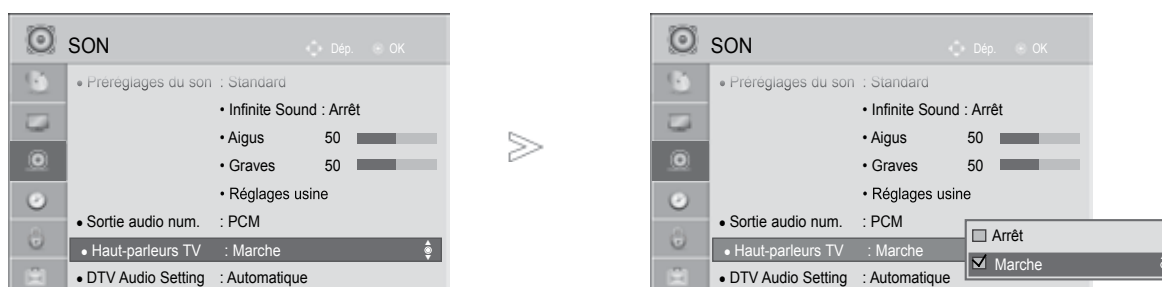 SON
Dép. OK
• Préréglages du son : Standard
• Infinite Sound : Arrêt
• Aigus 50
• Graves 50
• Réglages usine
• Sortie audio num. : PCM
• Haut-parleurs TV : Marche
• DTV Audio Setting : Automatique
SON
Dép. OK
• Préréglages du son : Standard
• Infinite Sound : Arrêt
• Aigus 50
• Graves 50
• Réglages usine
• Sortie audio num. : PCM
• Haut-parleurs TV : Marche
• DTV Audio Setting : Automatique
Arrêt
Marche